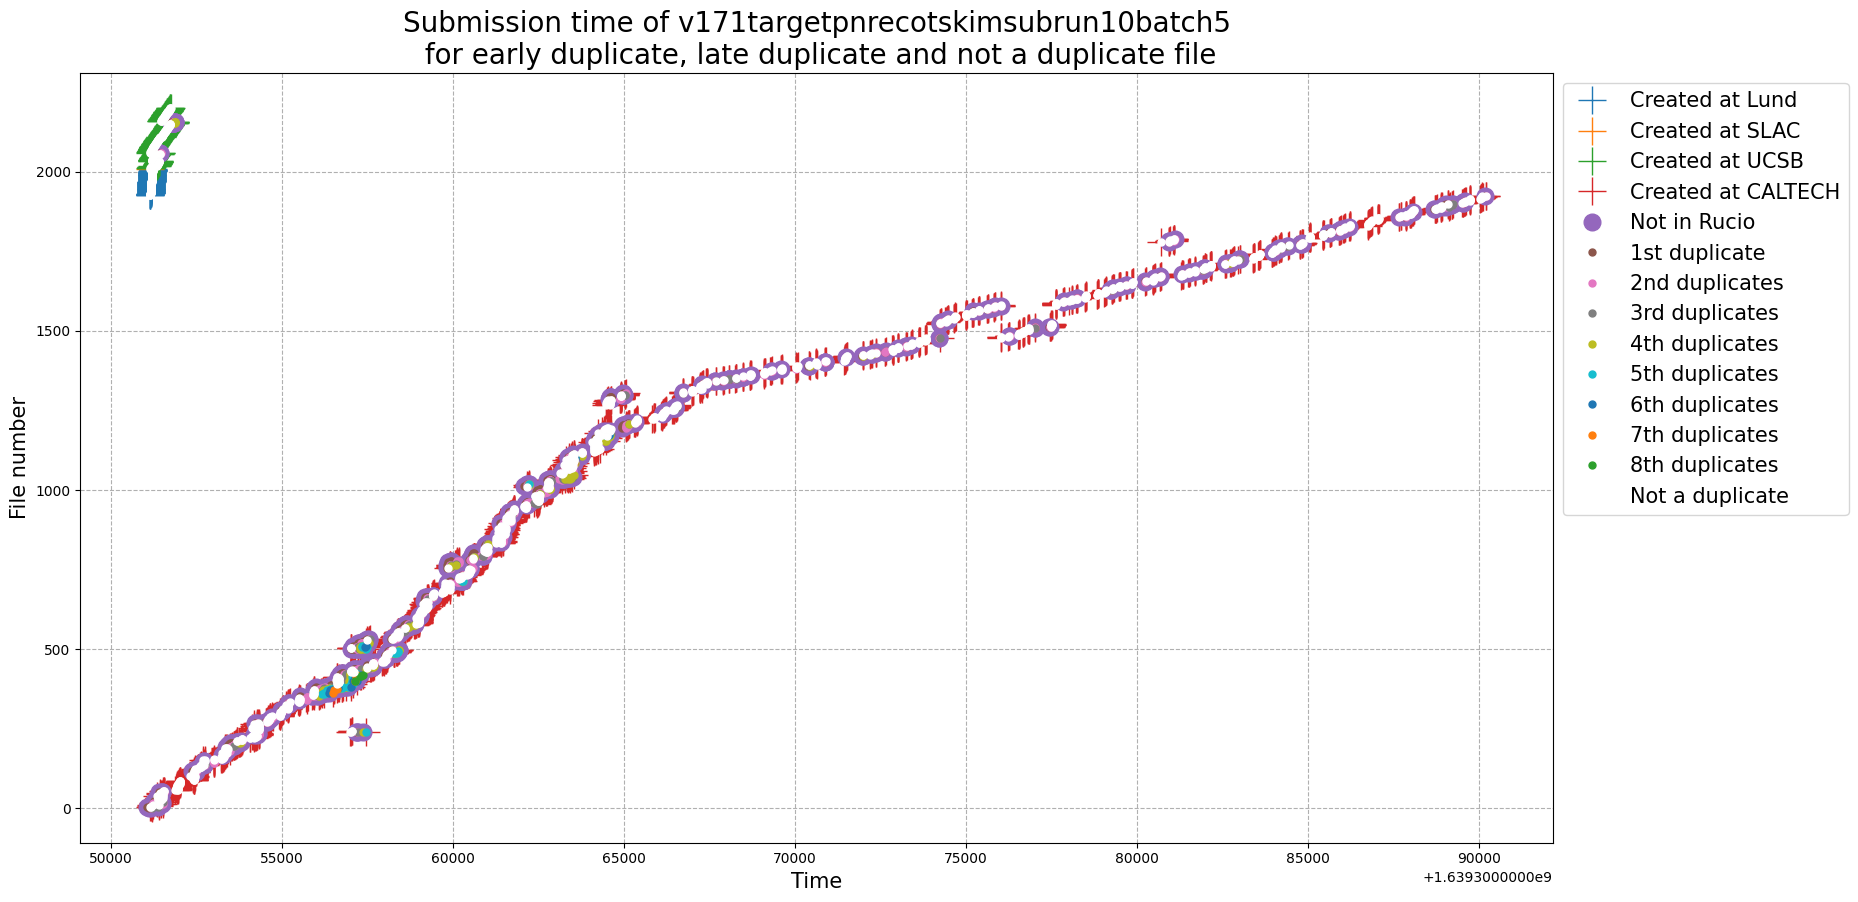 Submission time of v171targetpnrecotskimsubrun10batch5
for early duplicate, late duplicate and not a duplicate file
Created at Lund
Created at SLAC
Created at UCSB
Created at CALTECH
Not in Rucio
1st duplicate
2nd duplicates
3rd duplicates
4th duplicates
5th duplicates
6th duplicates
7th duplicates
8th duplicates
Not a duplicate
File number
2000
1500
1000
500
0
50000
55000
60000
65000
70000
75000
80000
85000
90000
+1.6393000000e9
Time